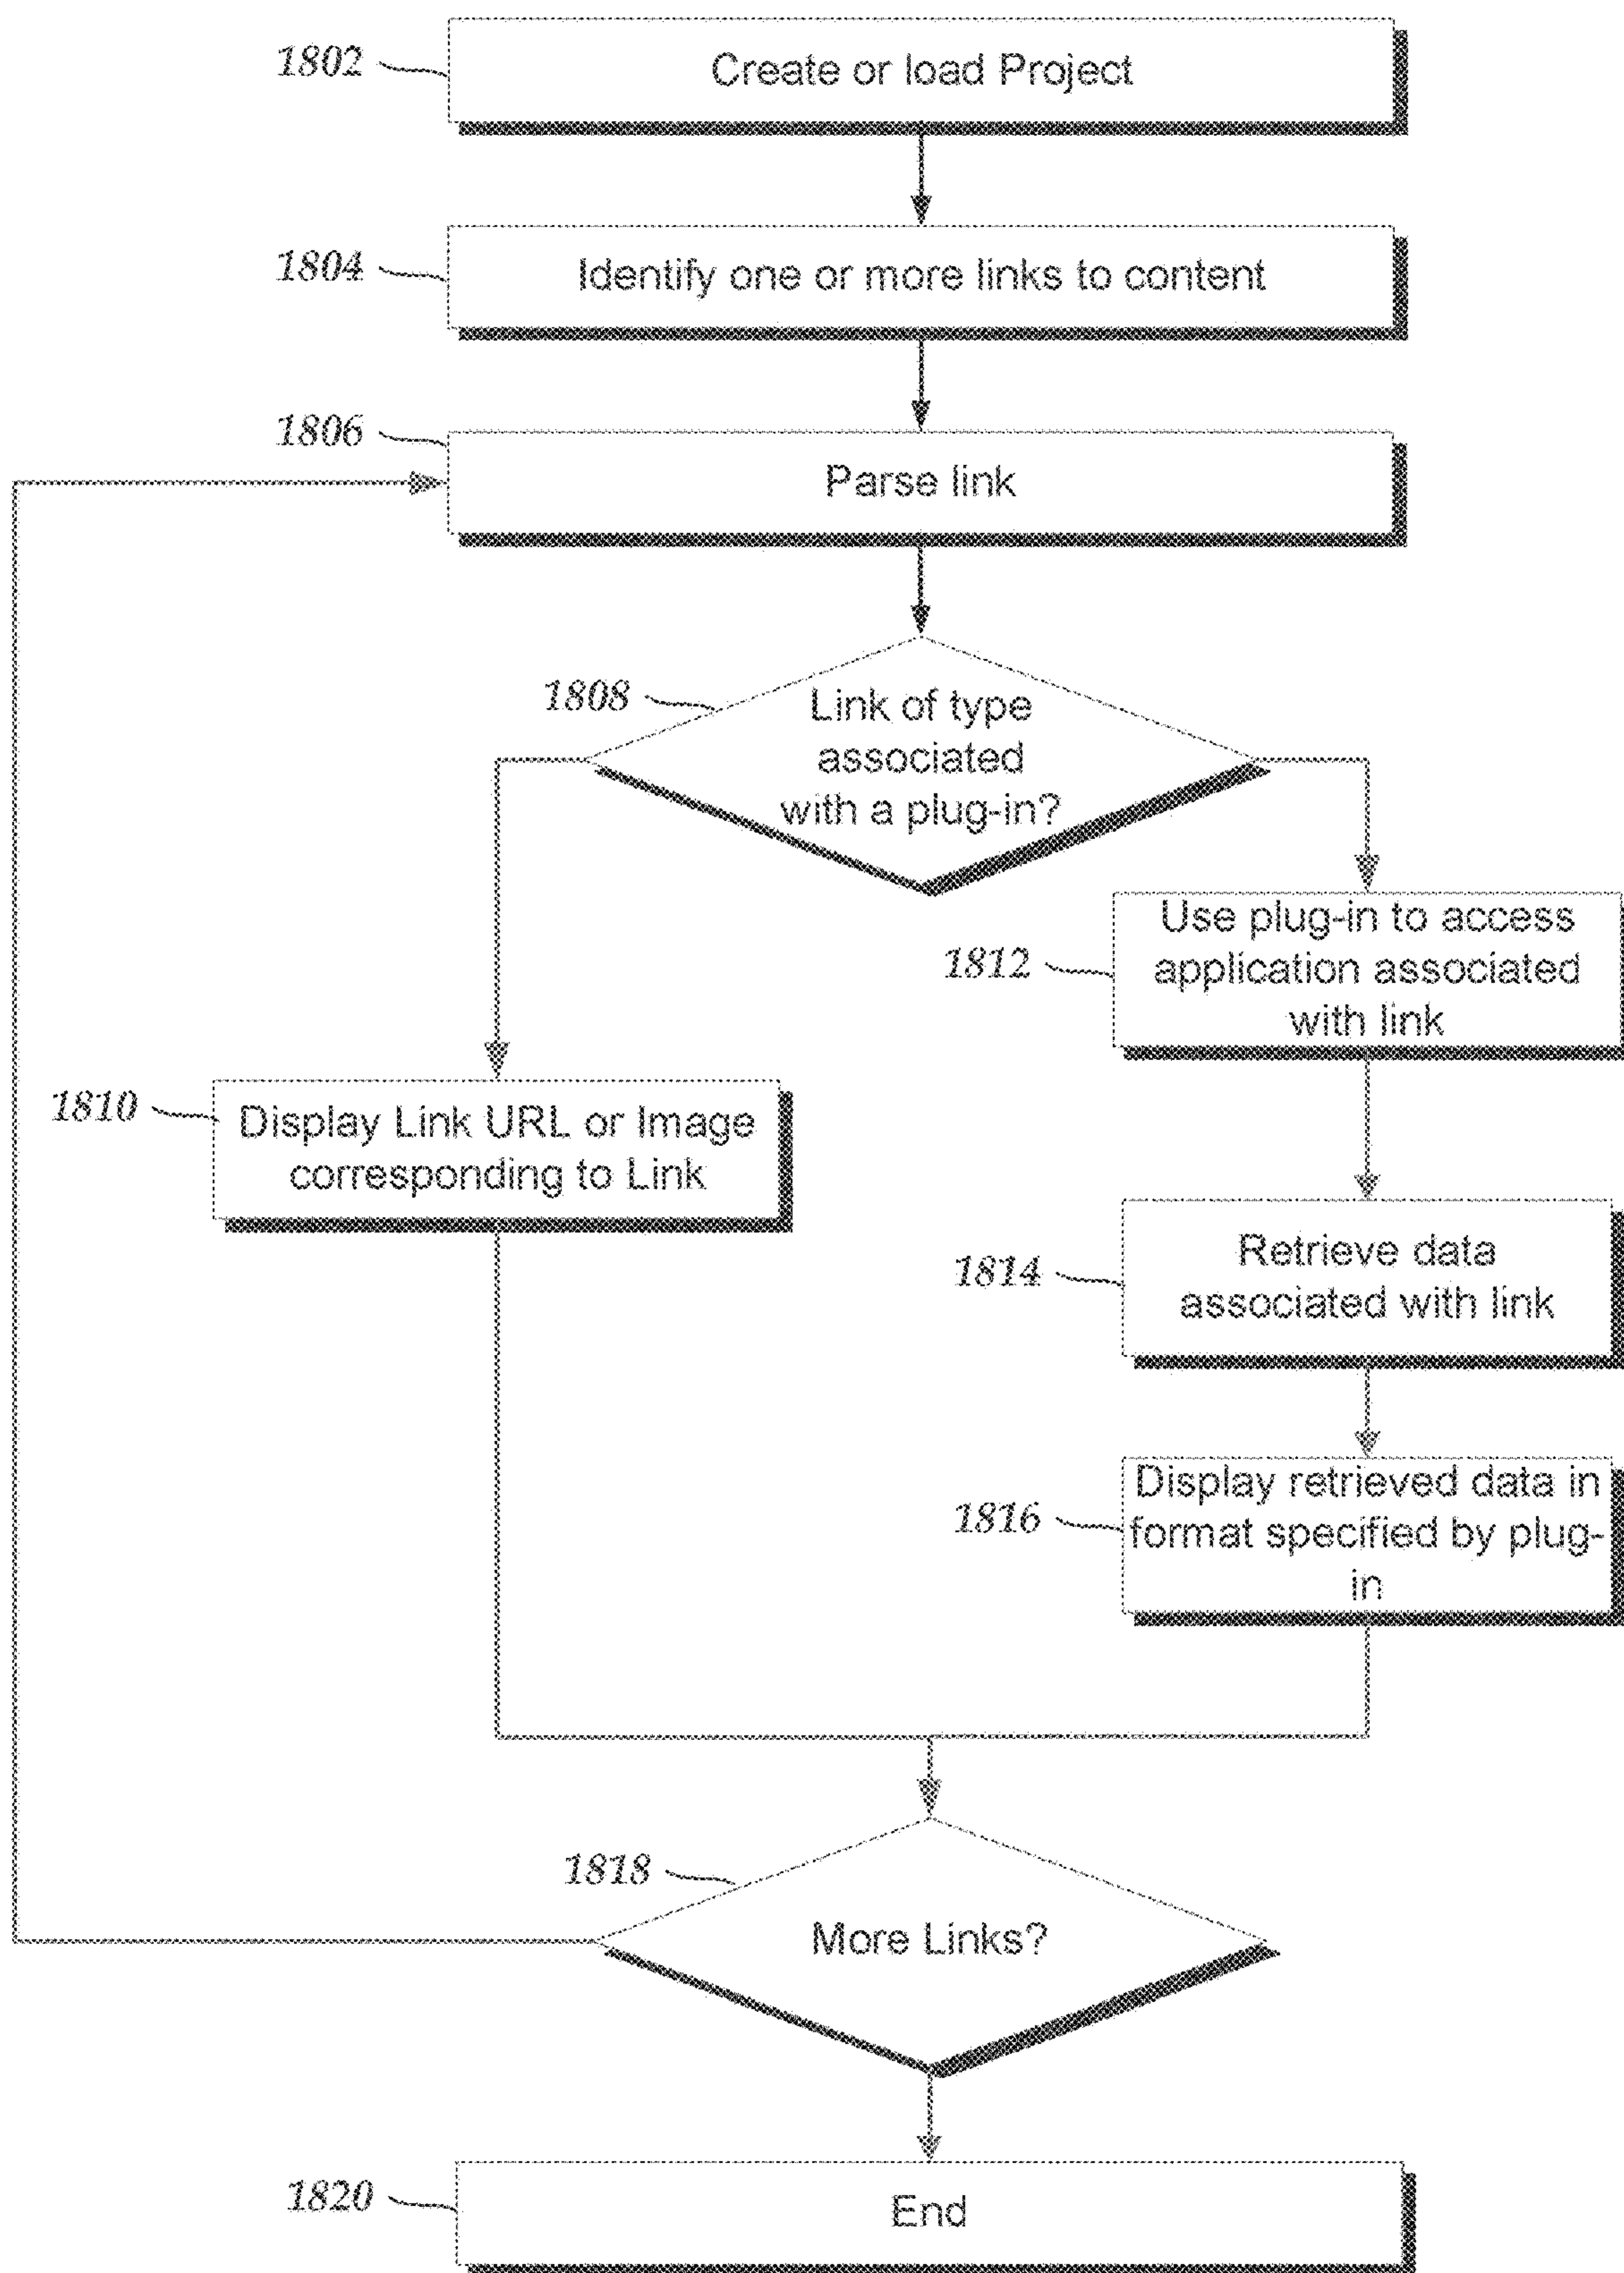 1802
Create or load Project
1804
Identify one or more links to content
1806
Parse link
1808
Link of type
associated
with a plug-in?
Use plug-in to access
1812
application associated
with link
1810
Display Link URL or Image
corresponding to Link
Retrieve data
1814
associated with link
Display retrieved data in
1816
format specified by plug-
in
1818
More Links?
1820
End